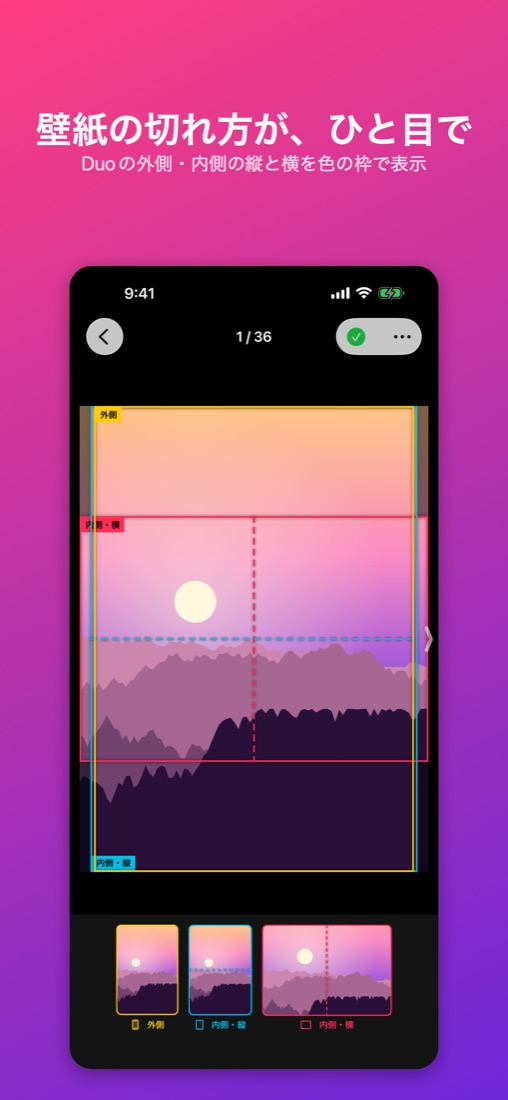 壁紙の切れ方が、ひと目で
Duoの外側・内側の縦と横を色の枠で表示
9:41
1 / 36
外側
内側・横
内側・縦
外側
内側・縦
内側・横